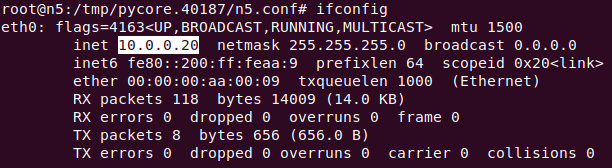 root@n5:/tmp/pycore.40187/n5.conf# ifconfig
eth0: flags=4163<UP,BROADCAST,RUNNING,MULTICAST>  mtu 1500
        inet 10.0.0.20  netmask 255.255.255.0  broadcast 0.0.0.0
        inet6 fe80::200:ff:feaa:9  prefixlen 64  scopeid 0x20<link>
        ether 00:00:00:aa:00:09  txqueuelen 1000  (Ethernet)
        RX packets 118  bytes 14009 (14.0 KB)
        RX errors 0  dropped 0  overruns 0  frame 0
        TX packets 8  bytes 656 (656.0 B)
        TX errors 0  dropped 0 overruns 0  carrier 0  collisions 0